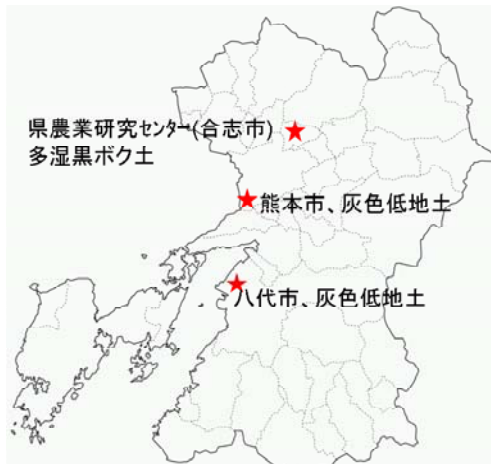 県農業研究センター(合志市)
多湿黒ボク土
熊本市、灰色低地土
八代市、灰色低地土